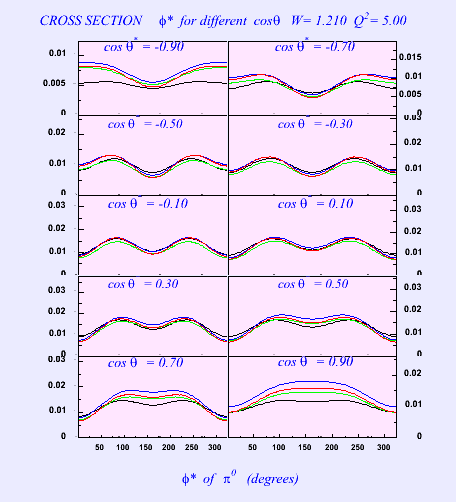 CROSS SECTION ϕ* for different cosθ W= 1.210 Q²= 5.00
cos θ* = -0.90
cos θ* = -0.70
0.01
0.005
0
0.015
0.01
0.005
cos θ = -0.50
cos θ = -0.30
0.02
0.01
0
0.03
0.02
0.01
0
cos θ = -0.10
cos θ = 0.10
0.03
0.02
0.01
0
0.03
0.02
0.01
0
cos θ = 0.30
cos θ = 0.50
0.03
0.02
0.01
0
0.03
0.02
0.01
0
cos θ = 0.70
cos θ = 0.90
0.03
0.02
0.01
0
0.02
0.01
0
50 100 150 200 250 300 50 100 150 200 250 300
ϕ* of π⁰ (degrees)